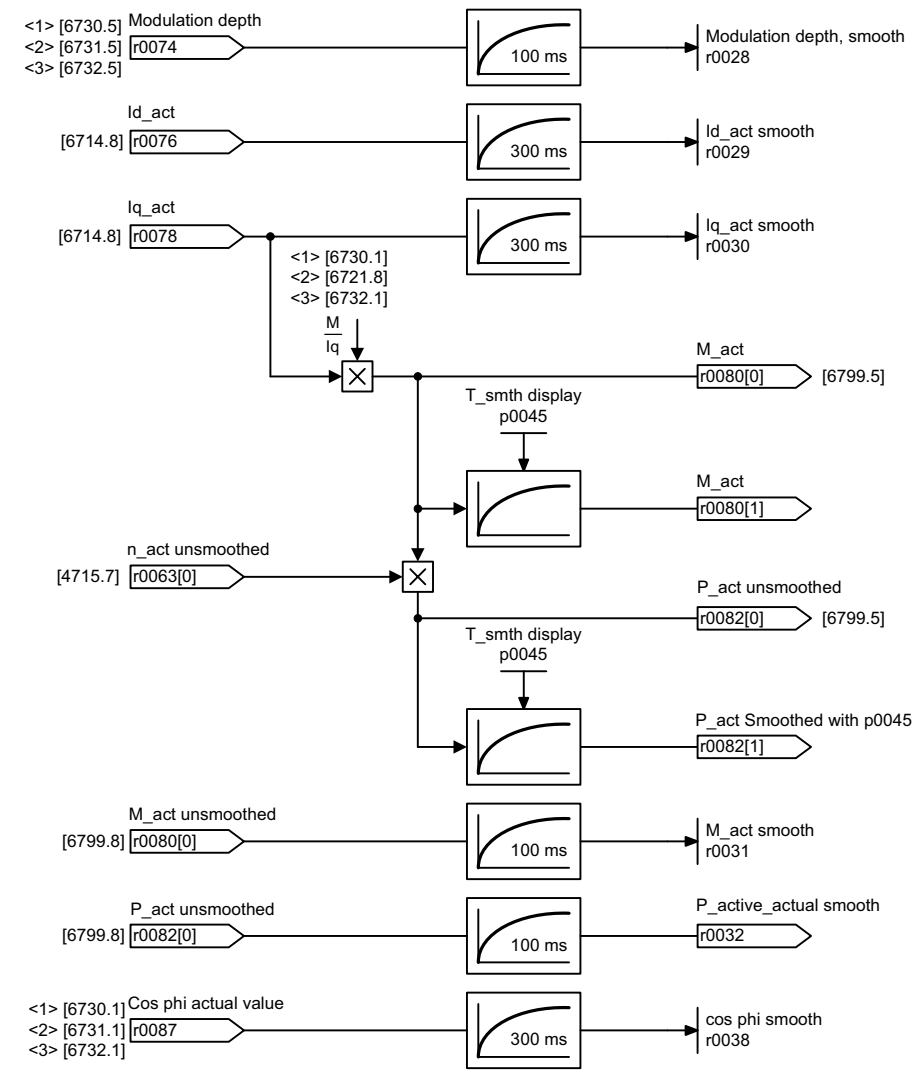 <1> [6730.5]
<2> [6731.5]
<3> [6732.5]
Modulation depth
r0074
100 ms
Modulation depth, smooth
r0028
Id_act
[6714.8] r0076
300 ms
Id_act smooth
r0029
Iq_act
[6714.8] r0078
300 ms
Iq_act smooth
r0030
<1> [6730.1]
<2> [6721.8]
<3> [6732.1]
M
Iq
M_act
r0080[0] [6799.5]
T_smth display
p0045
M_act
r0080[1]
n_act unsmoothed
[4715.7] r0063[0]
P_act unsmoothed
r0082[0] [6799.5]
T_smth display
p0045
P_act Smoothed with p0045
r0082[1]
M_act unsmoothed
[6799.8] r0080[0]
100 ms
M_act smooth
r0031
P_act unsmoothed
[6799.8] r0082[0]
100 ms
P_active_actual smooth
r0032
<1> [6730.1]
<2> [6731.1]
<3> [6732.1]
Cos phi actual value
r0087
300 ms
cos phi smooth
r0038